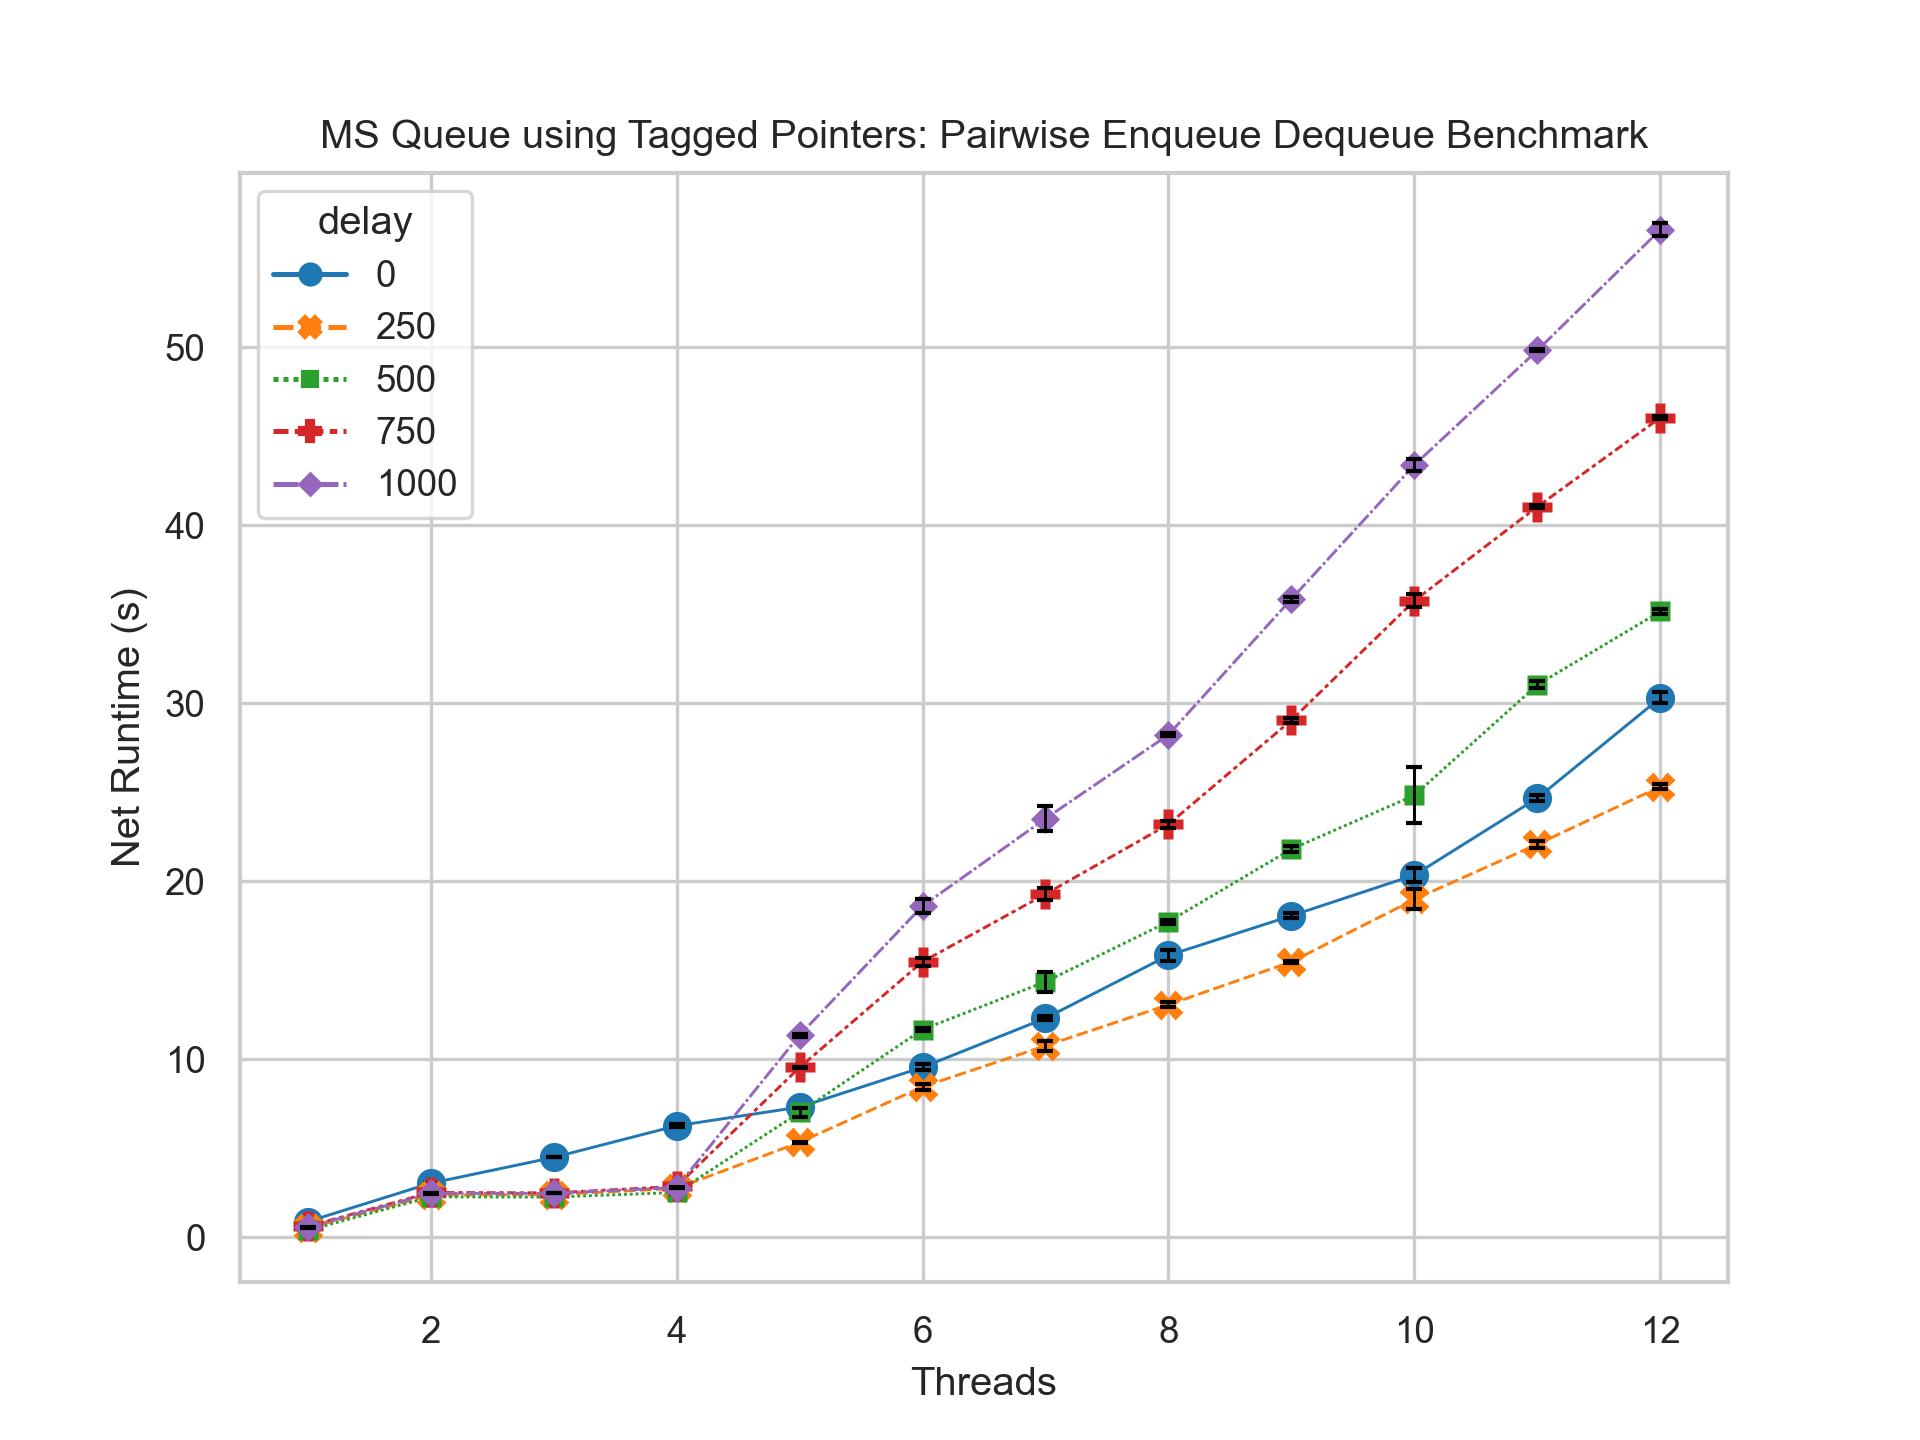 MS Queue using Tagged Pointers: Pairwise Enqueue Dequeue Benchmark
delay
0
250
500
750
1000
Net Runtime (s)
50
40
30
20
10
0
2 4 6 8 10 12
Threads